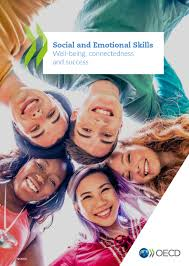 Social and Emotional Skills
Well-being, connectedness
and success
OECD